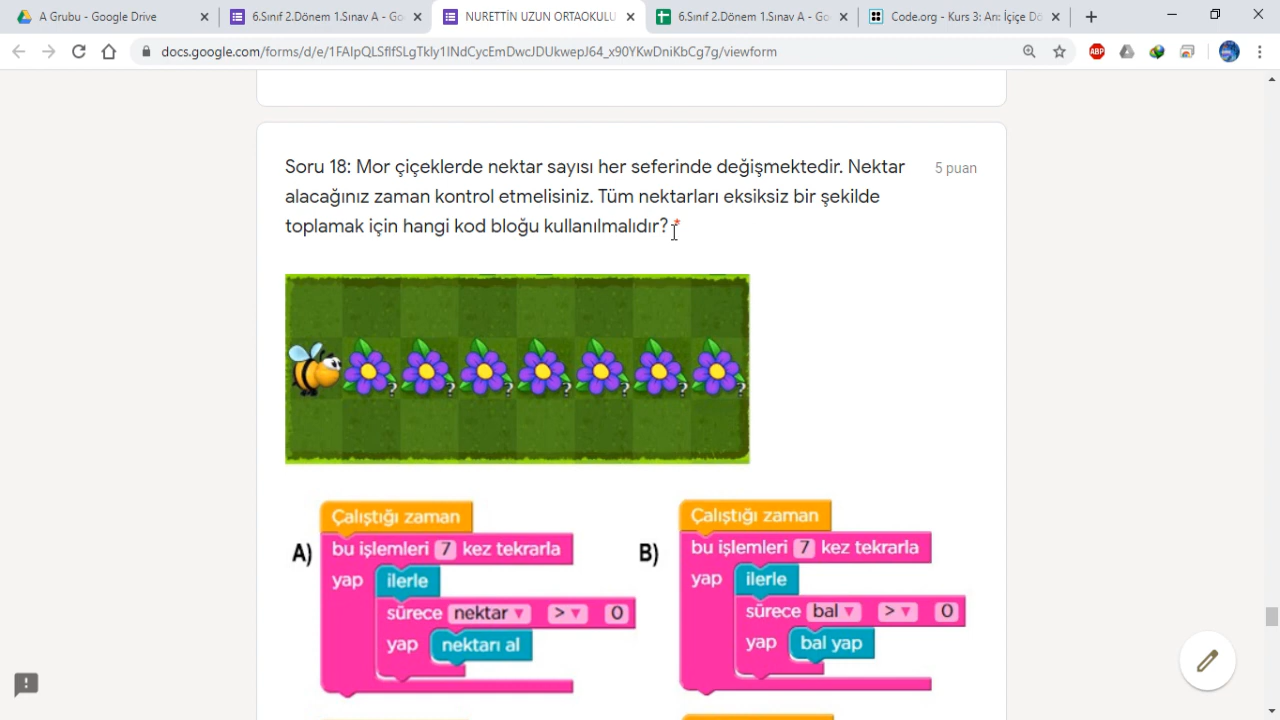 A Grubu - Google Drive
6.Sınıf 2.Dönem 1.Sınav A - G
NURETTİN UZUN ORTAOKULU
6.Sınıf 2.Dönem 1.Sınav A - Go
Code.org - Kurs 3: Arı: İçiçe Dö
docs.google.com/forms/d/e/1FAIpQLSflfSLgTkly1INdCycEmDwcJDUkwepJ64_x90YKwDniKbCg7g/viewform
ABP
Soru 18: Mor çiçeklerde nektar sayısı her seferinde değişmektedir. Nektar
5 puan
alacağınız zaman kontrol etmelisiniz. Tüm nektarları eksiksiz bir şekilde
toplamak için hangi kod bloğu kullanılmalıdır? *
? ? ? ? ? ? ?
A)
Çalıştığı zaman
bu işlemleri 7 kez tekrarla
yap ilerle
sürece nektar > 0
yap nektarı al
B)
Çalıştığı zaman
bu işlemleri 7 kez tekrarla
yap ilerle
sürece bal > 0
yap bal yap